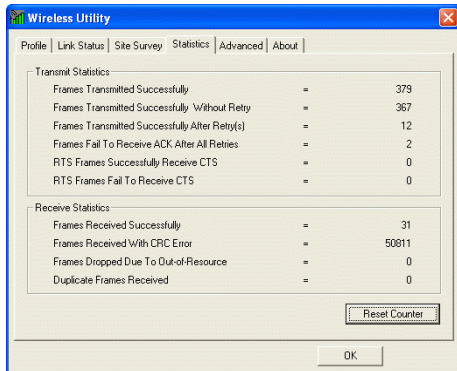 Wireless Utility
Profile Link Status Site Survey Statistics Advanced About
Transmit Statistics
Frames Transmitted Successfully = 379
Frames Transmitted Successfully Without Retry = 367
Frames Transmitted Successfully After Retry(s) = 12
Frames Fail To Receive ACK After All Retries = 2
RTS Frames Successfully Receive CTS = 0
RTS Frames Fail To Receive CTS = 0
Receive Statistics
Frames Received Successfully = 31
Frames Received With CRC Error = 50811
Frames Dropped Due To Out-of-Resource = 0
Duplicate Frames Received = 0
Reset Counter
OK